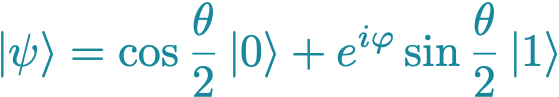 |ψ⟩ = cos θ/2 |0⟩ + e^{iφ} sin θ/2 |1⟩